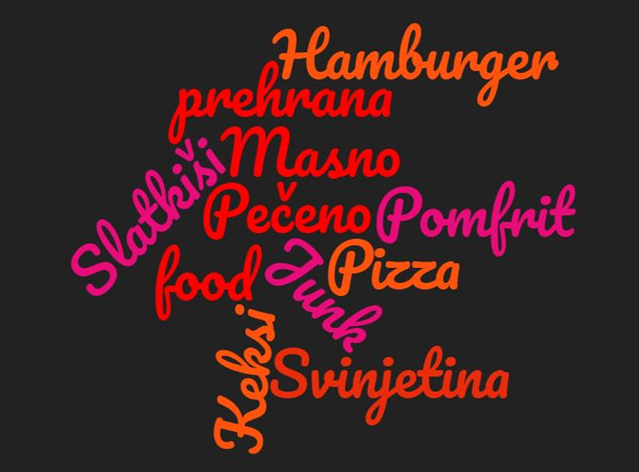 Hamburger
prehrana
Masno
Slatkiši
Pečeno
Pomfrit
food
Junk
Pizza
Keksi
Svinjetina